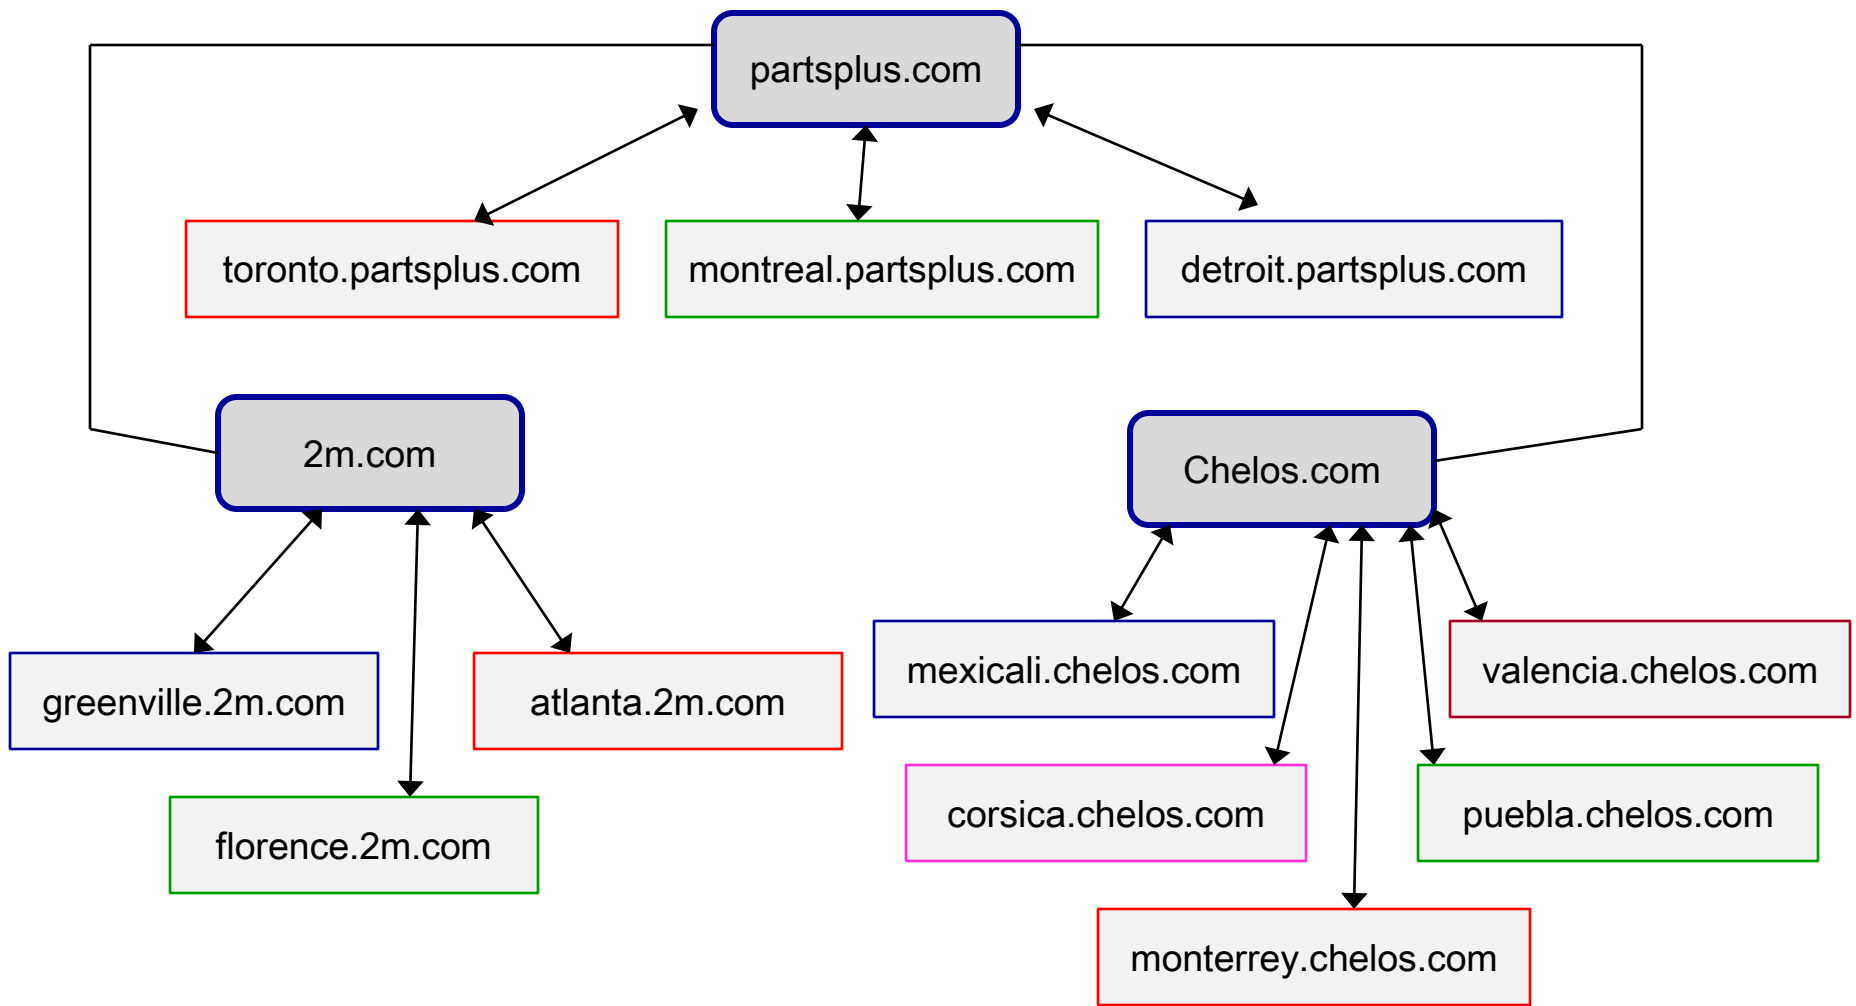 partsplus.com
toronto.partsplus.com
montreal.partsplus.com
detroit.partsplus.com
2m.com
Chelos.com
greenville.2m.com
atlanta.2m.com
florence.2m.com
mexicali.chelos.com
valencia.chelos.com
corsica.chelos.com
puebla.chelos.com
monterrey.chelos.com